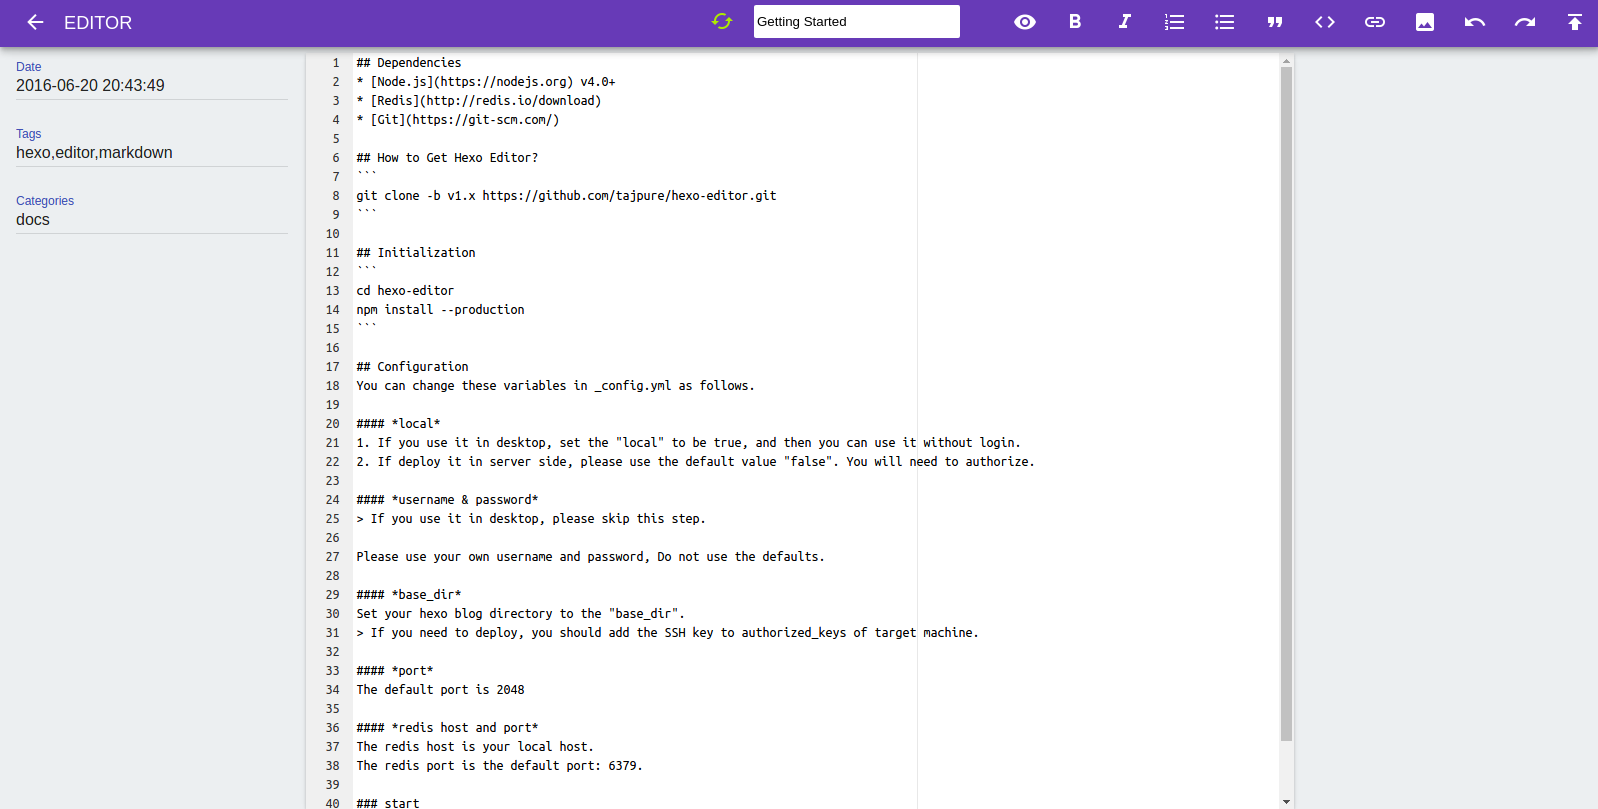 EDITOR
Getting Started
Date
2016-06-20 20:43:49
Tags
hexo,editor,markdown
Categories
docs
1 ## Dependencies
2 * [Node.js](https://nodejs.org) v4.0+
3 * [Redis](http://redis.io/download)
4 * [Git](https://git-scm.com/)
5
6 ## How to Get Hexo Editor?
7 ```
8 git clone -b v1.x https://github.com/tajpure/hexo-editor.git
9 ```
10
11 ## Initialization
12 ```
13 cd hexo-editor
14 npm install --production
15 ```
16
17 ## Configuration
18 You can change these variables in _config.yml as follows.
19
20 #### *local*
21 1. If you use it in desktop, set the "local" to be true, and then you can use it without login.
22 2. If deploy it in server side, please use the default value "false". You will need to authorize.
23
24 #### *username & password*
25 > If you use it in desktop, please skip this step.
26
27 Please use your own username and password, Do not use the defaults.
28
29 #### *base_dir*
30 Set your hexo blog directory to the "base_dir".
31 > If you need to deploy, you should add the SSH key to authorized_keys of target machine.
32
33 #### *port*
34 The default port is 2048
35
36 #### *redis host and port*
37 The redis host is your local host.
38 The redis port is the default port: 6379.
39
40 ### start